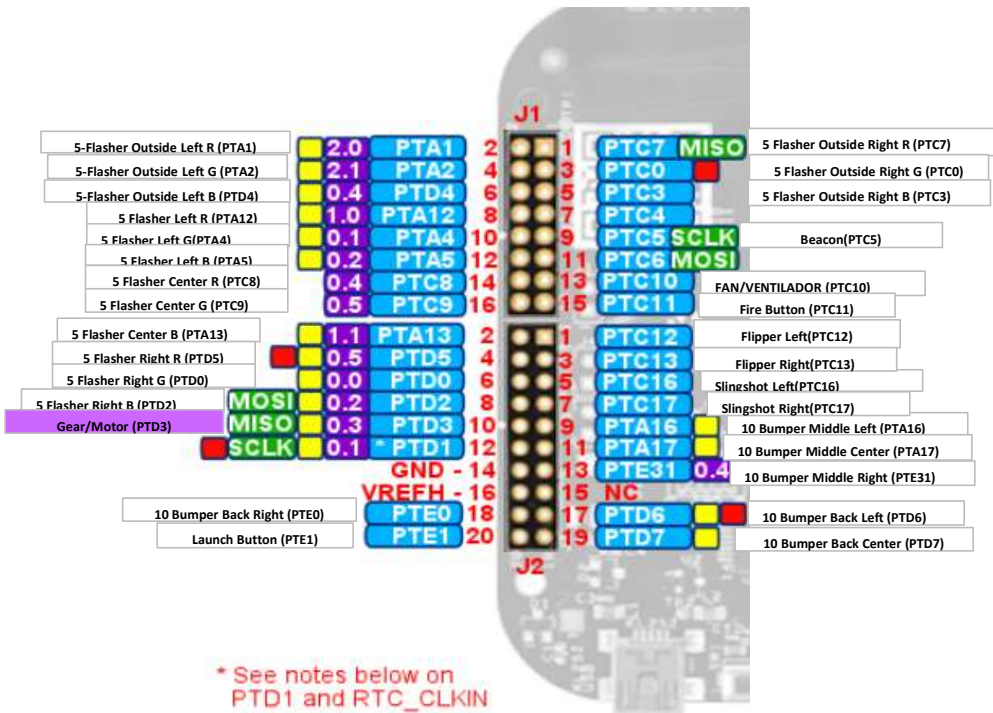 J1
5-Flasher Outside Left R (PTA1) 2.0 PTA1 2 1 PTC7 MISO 5 Flasher Outside Right R (PTC7)
5-Flasher Outside Left G (PTA2) 2.1 PTA2 4 3 PTC0 5 Flasher Outside Right G (PTC0)
5-Flasher Outside Left B (PTD4) 0.4 PTD4 6 5 PTC3 5 Flasher Outside Right B (PTC3)
5 Flasher Left R (PTA12) 1.0 PTA12 8 7 PTC4
5 Flasher Left G(PTA4) 0.1 PTA4 10 9 PTC5 SCLK Beacon(PTC5)
5 Flasher Left B (PTA5) 0.2 PTA5 12 11 PTC6 MOSI
5 Flasher Center R (PTC8) 0.4 PTC8 14 13 PTC10 FAN/VENTILADOR (PTC10)
5 Flasher Center G (PTC9) 0.5 PTC9 16 15 PTC11 Fire Button (PTC11)
5 Flasher Center B (PTA13) 1.1 PTA13 2 1 PTC12 Flipper Left(PTC12)
5 Flasher Right R (PTD5) 0.5 PTD5 4 3 PTC13 Flipper Right(PTC13)
5 Flasher Right G (PTD0) 0.0 PTD0 6 5 PTC16 Slingshot Left(PTC16)
5 Flasher Right B (PTD2) MOSI 0.2 PTD2 8 7 PTC17 Slingshot Right(PTC17)
Gear/Motor (PTD3) MISO 0.3 PTD3 10 9 PTA16 10 Bumper Middle Left (PTA16)
SCLK 0.1 * PTD1 12 11 PTA17 10 Bumper Middle Center (PTA17)
GND - 14 13 PTE31 0.4 10 Bumper Middle Right (PTE31)
VREFH - 16 15 NC
10 Bumper Back Right (PTE0) PTE0 18 17 PTD6 10 Bumper Back Left (PTD6)
Launch Button (PTE1) PTE1 20 19 PTD7 10 Bumper Back Center (PTD7)
J2
* See notes below on
PTD1 and RTC_CLKIN